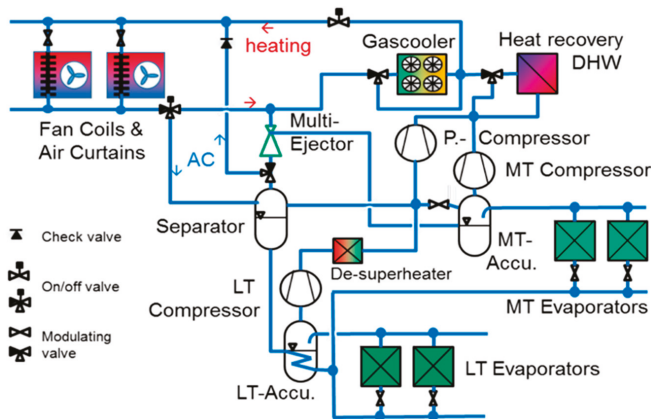 heating
Gascooler
Heat recovery
DHW
Fan Coils &
Air Curtains
AC
Multi-
Ejector
P.- Compressor
MT Compressor
Separator
MT-
Accu.
Check valve
De-superheater
On/off valve
LT
Compressor
MT Evaporators
Modulating
valve
LT Evaporators
LT-Accu.